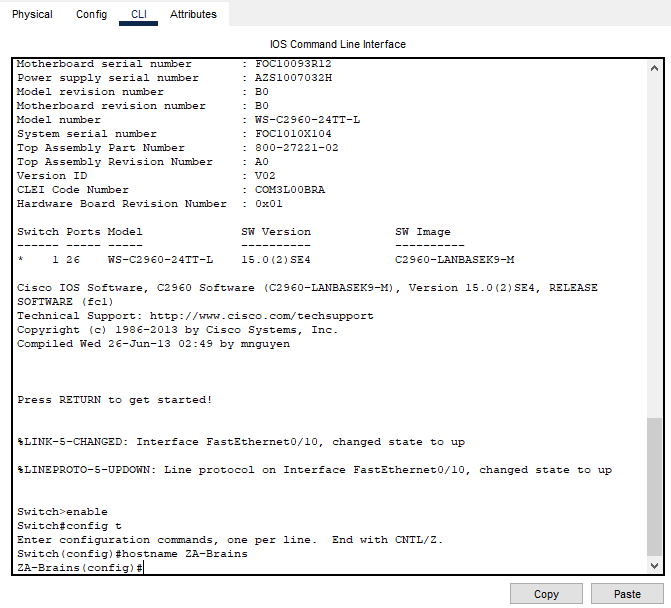 Physical Config CLI Attributes
IOS Command Line Interface
Motherboard serial number : FOC10093R12
Power supply serial number : AZS1007032H
Model revision number : B0
Motherboard revision number : B0
Model number : WS-C2960-24TT-L
System serial number : FOC1010X104
Top Assembly Part Number : 800-27221-02
Top Assembly Revision Number : A0
Version ID : V02
CLEI Code Number : COM3L00BRA
Hardware Board Revision Number : 0x01
Switch Ports Model SW Version SW Image
------ ----- ----- ---------- ----------
* 1 26 WS-C2960-24TT-L 15.0(2)SE4 C2960-LANBASEK9-M
Cisco IOS Software, C2960 Software (C2960-LANBASEK9-M), Version 15.0(2)SE4, RELEASE
SOFTWARE (fc1)
Technical Support: http://www.cisco.com/techsupport
Copyright (c) 1986-2013 by Cisco Systems, Inc.
Compiled Wed 26-Jun-13 02:49 by mnguyen
Press RETURN to get started!
%LINK-5-CHANGED: Interface FastEthernet0/10, changed state to up
%LINEPROTO-5-UPDOWN: Line protocol on Interface FastEthernet0/10, changed state to up
Switch>enable
Switch#config t
Enter configuration commands, one per line. End with CNTL/Z.
Switch(config)#hostname ZA-Brains
ZA-Brains(config)#
Copy Paste